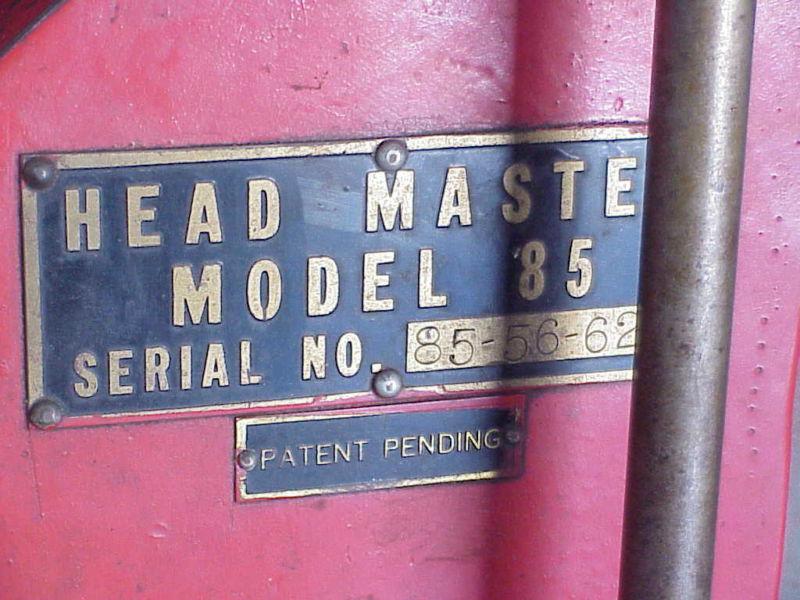 HEAD MASTE
MODEL 85
SERIAL NO. 85-56-62
PATENT PENDING